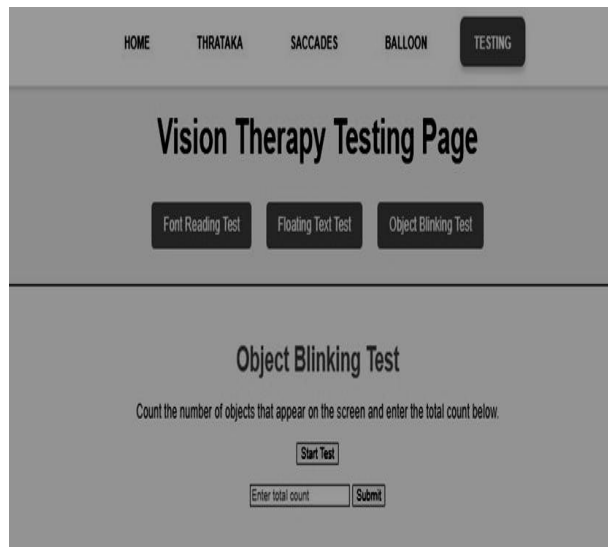 HOME THRATAKA SACCADES BALLOON TESTING
Vision Therapy Testing Page
Font Reading Test Floating Text Test Object Blinking Test
Object Blinking Test
Count the number of objects that appear on the screen and enter the total count below.
Start Test
Enter total count Submit